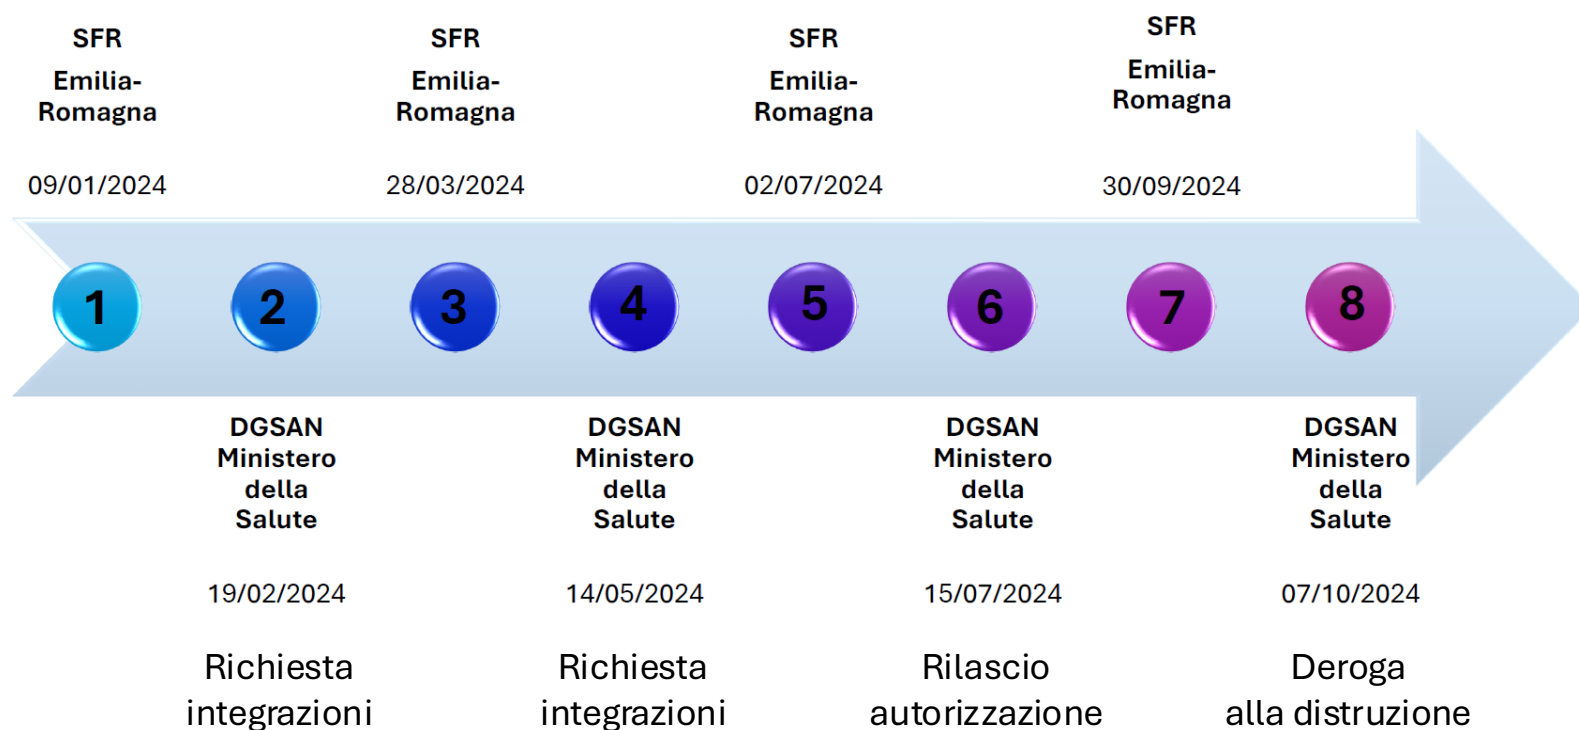 SFR
Emilia-
Romagna
09/01/2024
SFR
Emilia-
Romagna
28/03/2024
SFR
Emilia-
Romagna
02/07/2024
SFR
Emilia-
Romagna
30/09/2024
1
2
3
4
5
6
7
8
DGSAN
Ministero
della
Salute
19/02/2024
Richiesta
integrazioni
DGSAN
Ministero
della
Salute
14/05/2024
Richiesta
integrazioni
DGSAN
Ministero
della
Salute
15/07/2024
Rilascio
autorizzazione
DGSAN
Ministero
della
Salute
07/10/2024
Deroga
alla distruzione